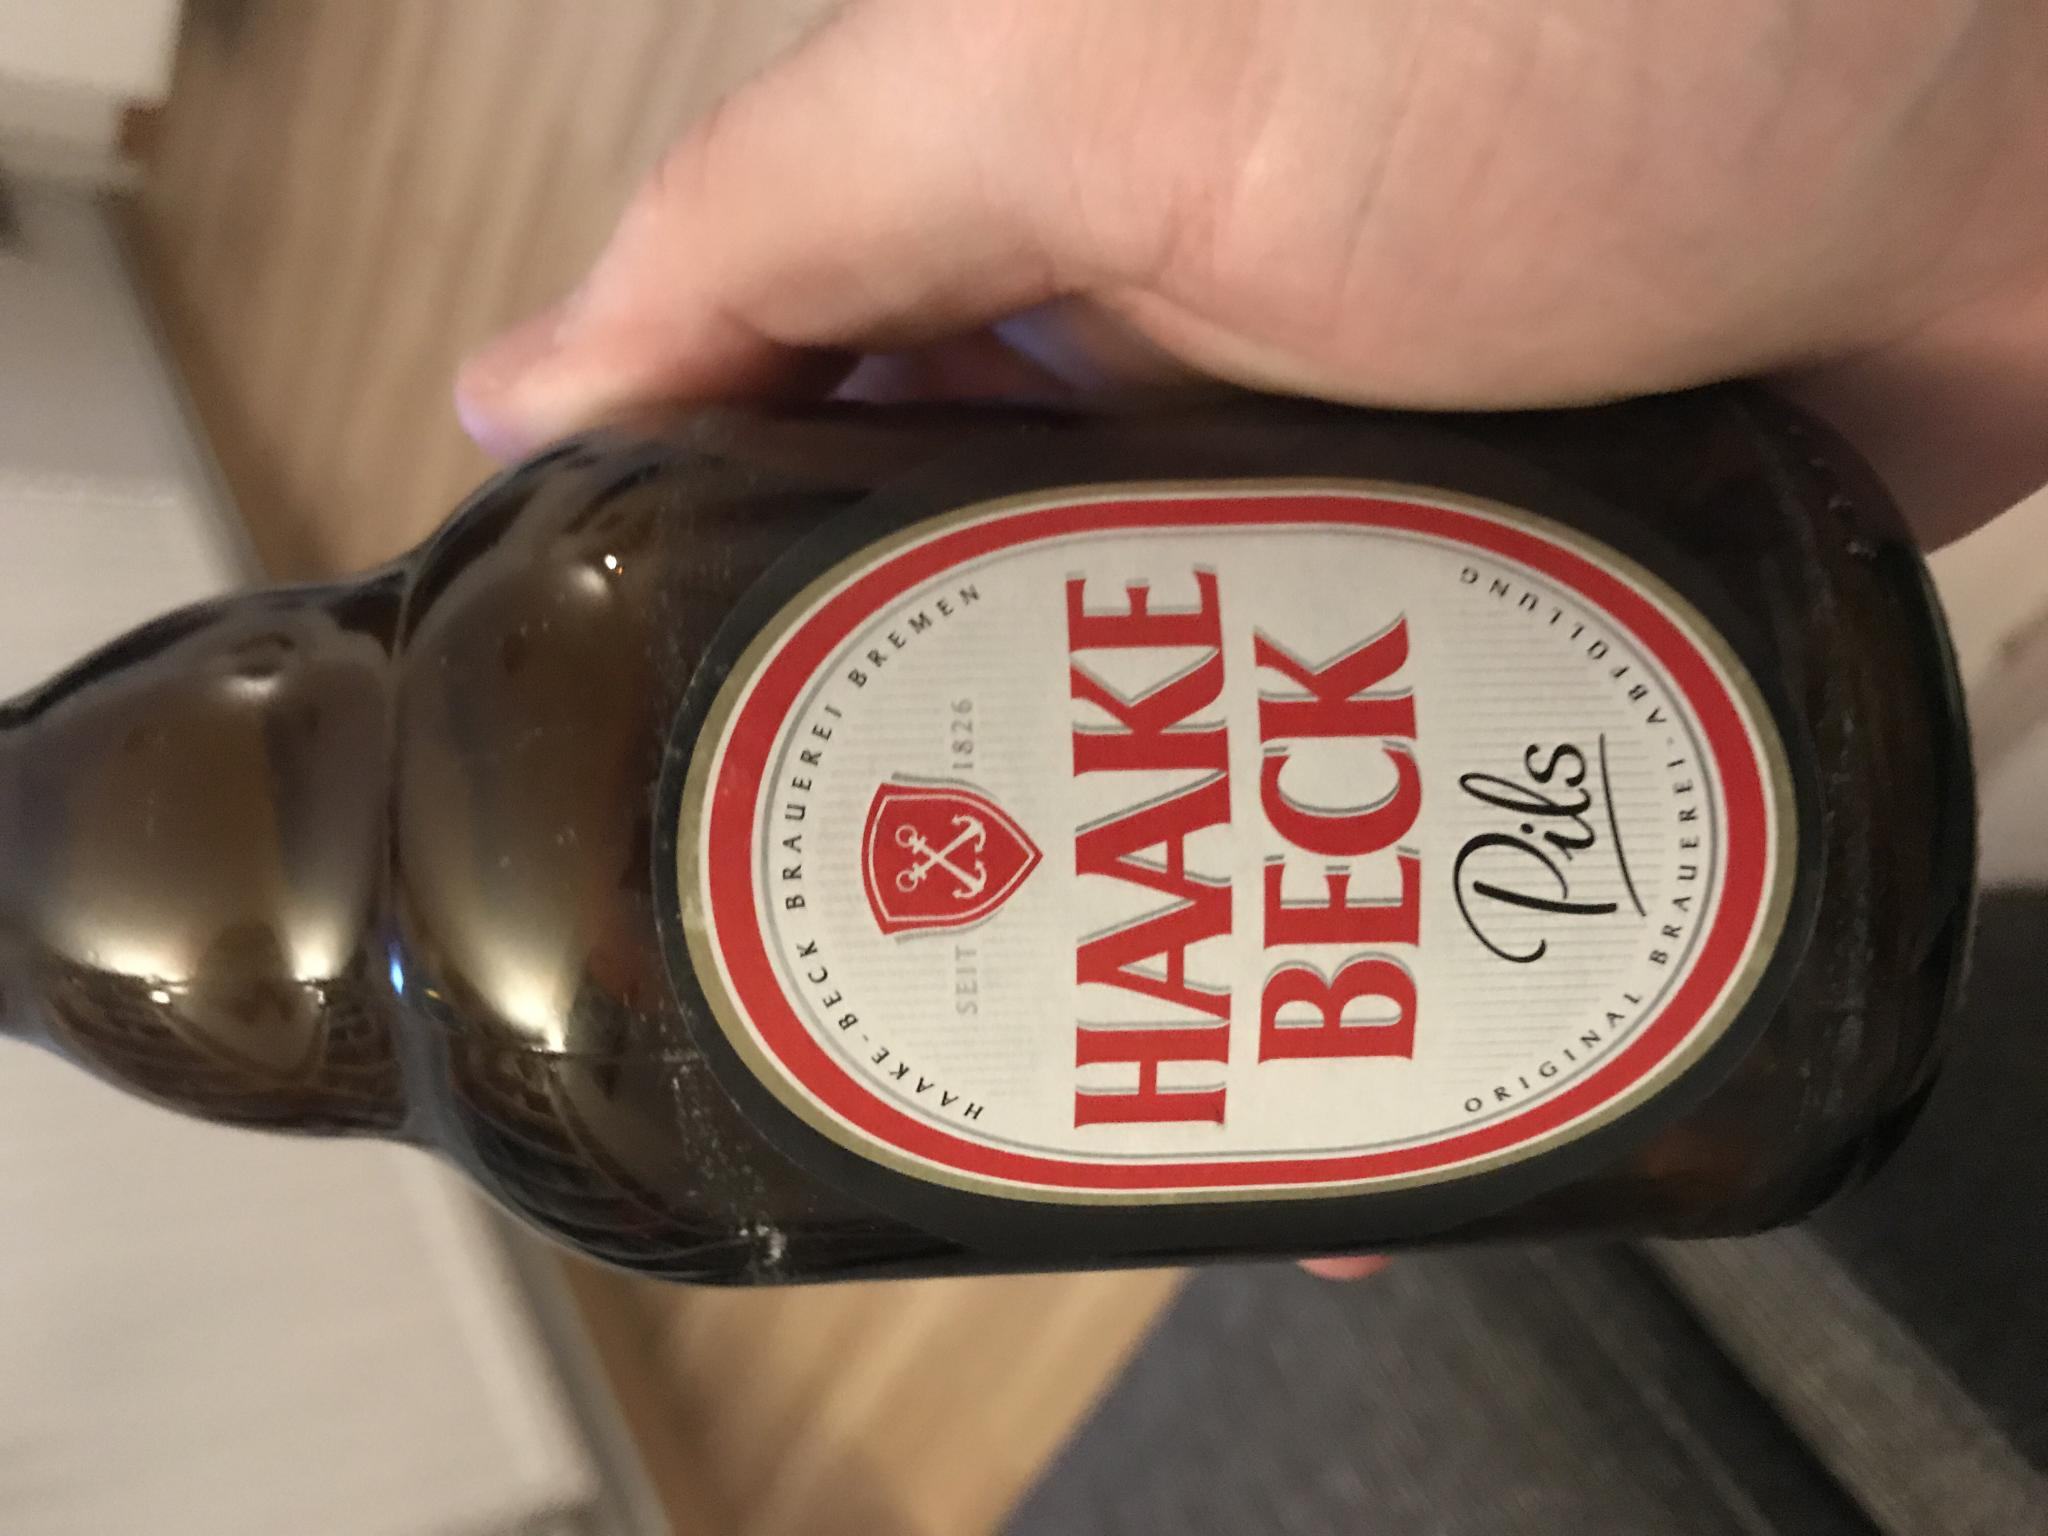 HAAKE-BECK BRAUEREI BREMEN
SEIT 1826
HAAKE
BECK
Pils
ORIGINAL BRAUEREI-ABFÜLLUNG